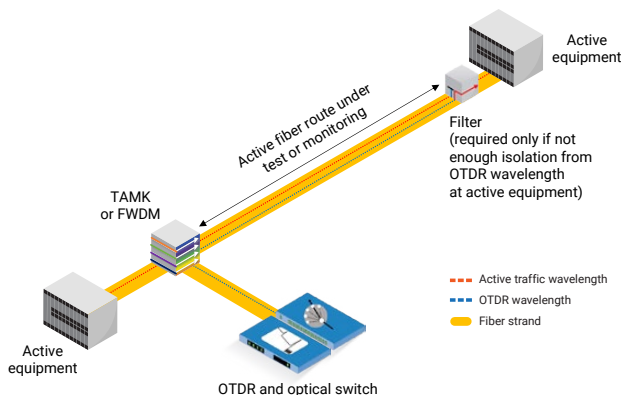 Active
equipment
Active fiber route under
test or monitoring
Filter
(required only if not
enough isolation from
OTDR wavelength
at active equipment)
TAMK
or FWDM
Active traffic wavelength
OTDR wavelength
Fiber strand
Active
equipment
OTDR and optical switch